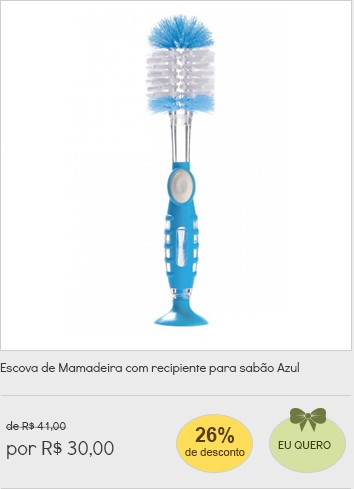 Escova de Mamadeira com recipiente para sabão Azul
de R$ 41,00
por R$ 30,00
26%
de desconto
EU QUERO